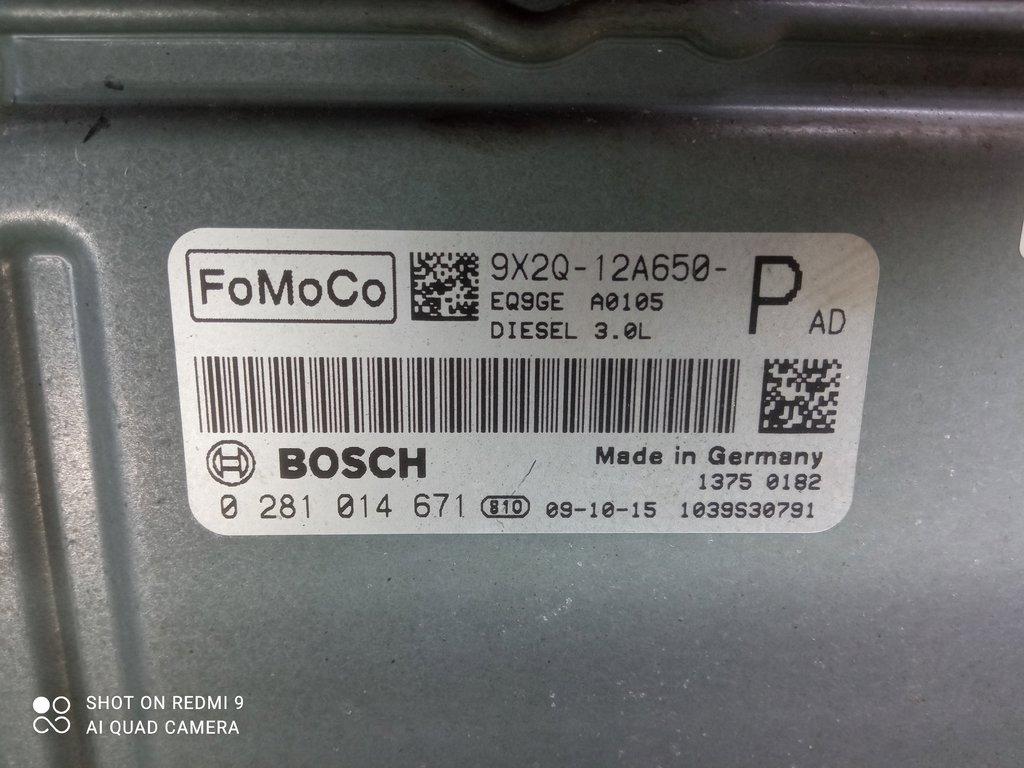 FoMoCo
9X2Q-12A650-
P AD
EQ9GE A0105
DIESEL 3.0L
BOSCH
Made in Germany
1375 0182
0 281 014 671 810 09-10-15 1039S30791
SHOT ON REDMI 9
AI QUAD CAMERA